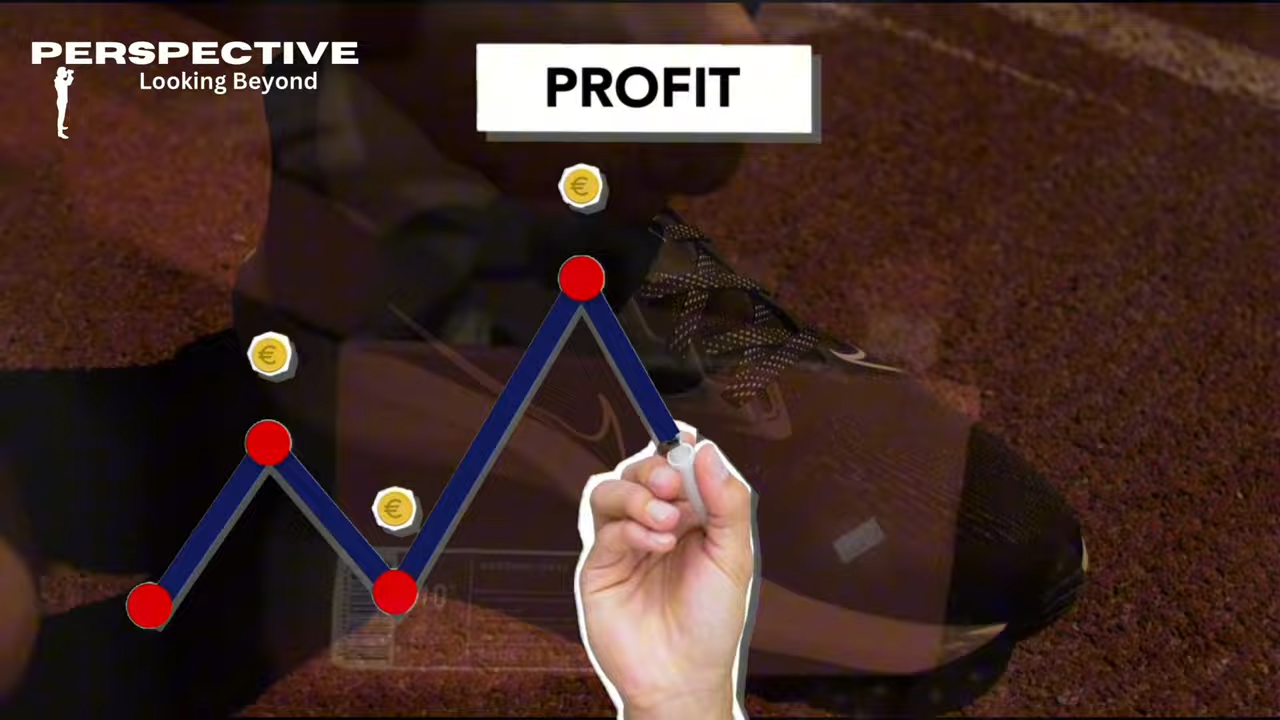 PERSPECTIVE
Looking Beyond
PROFIT
€
€
€